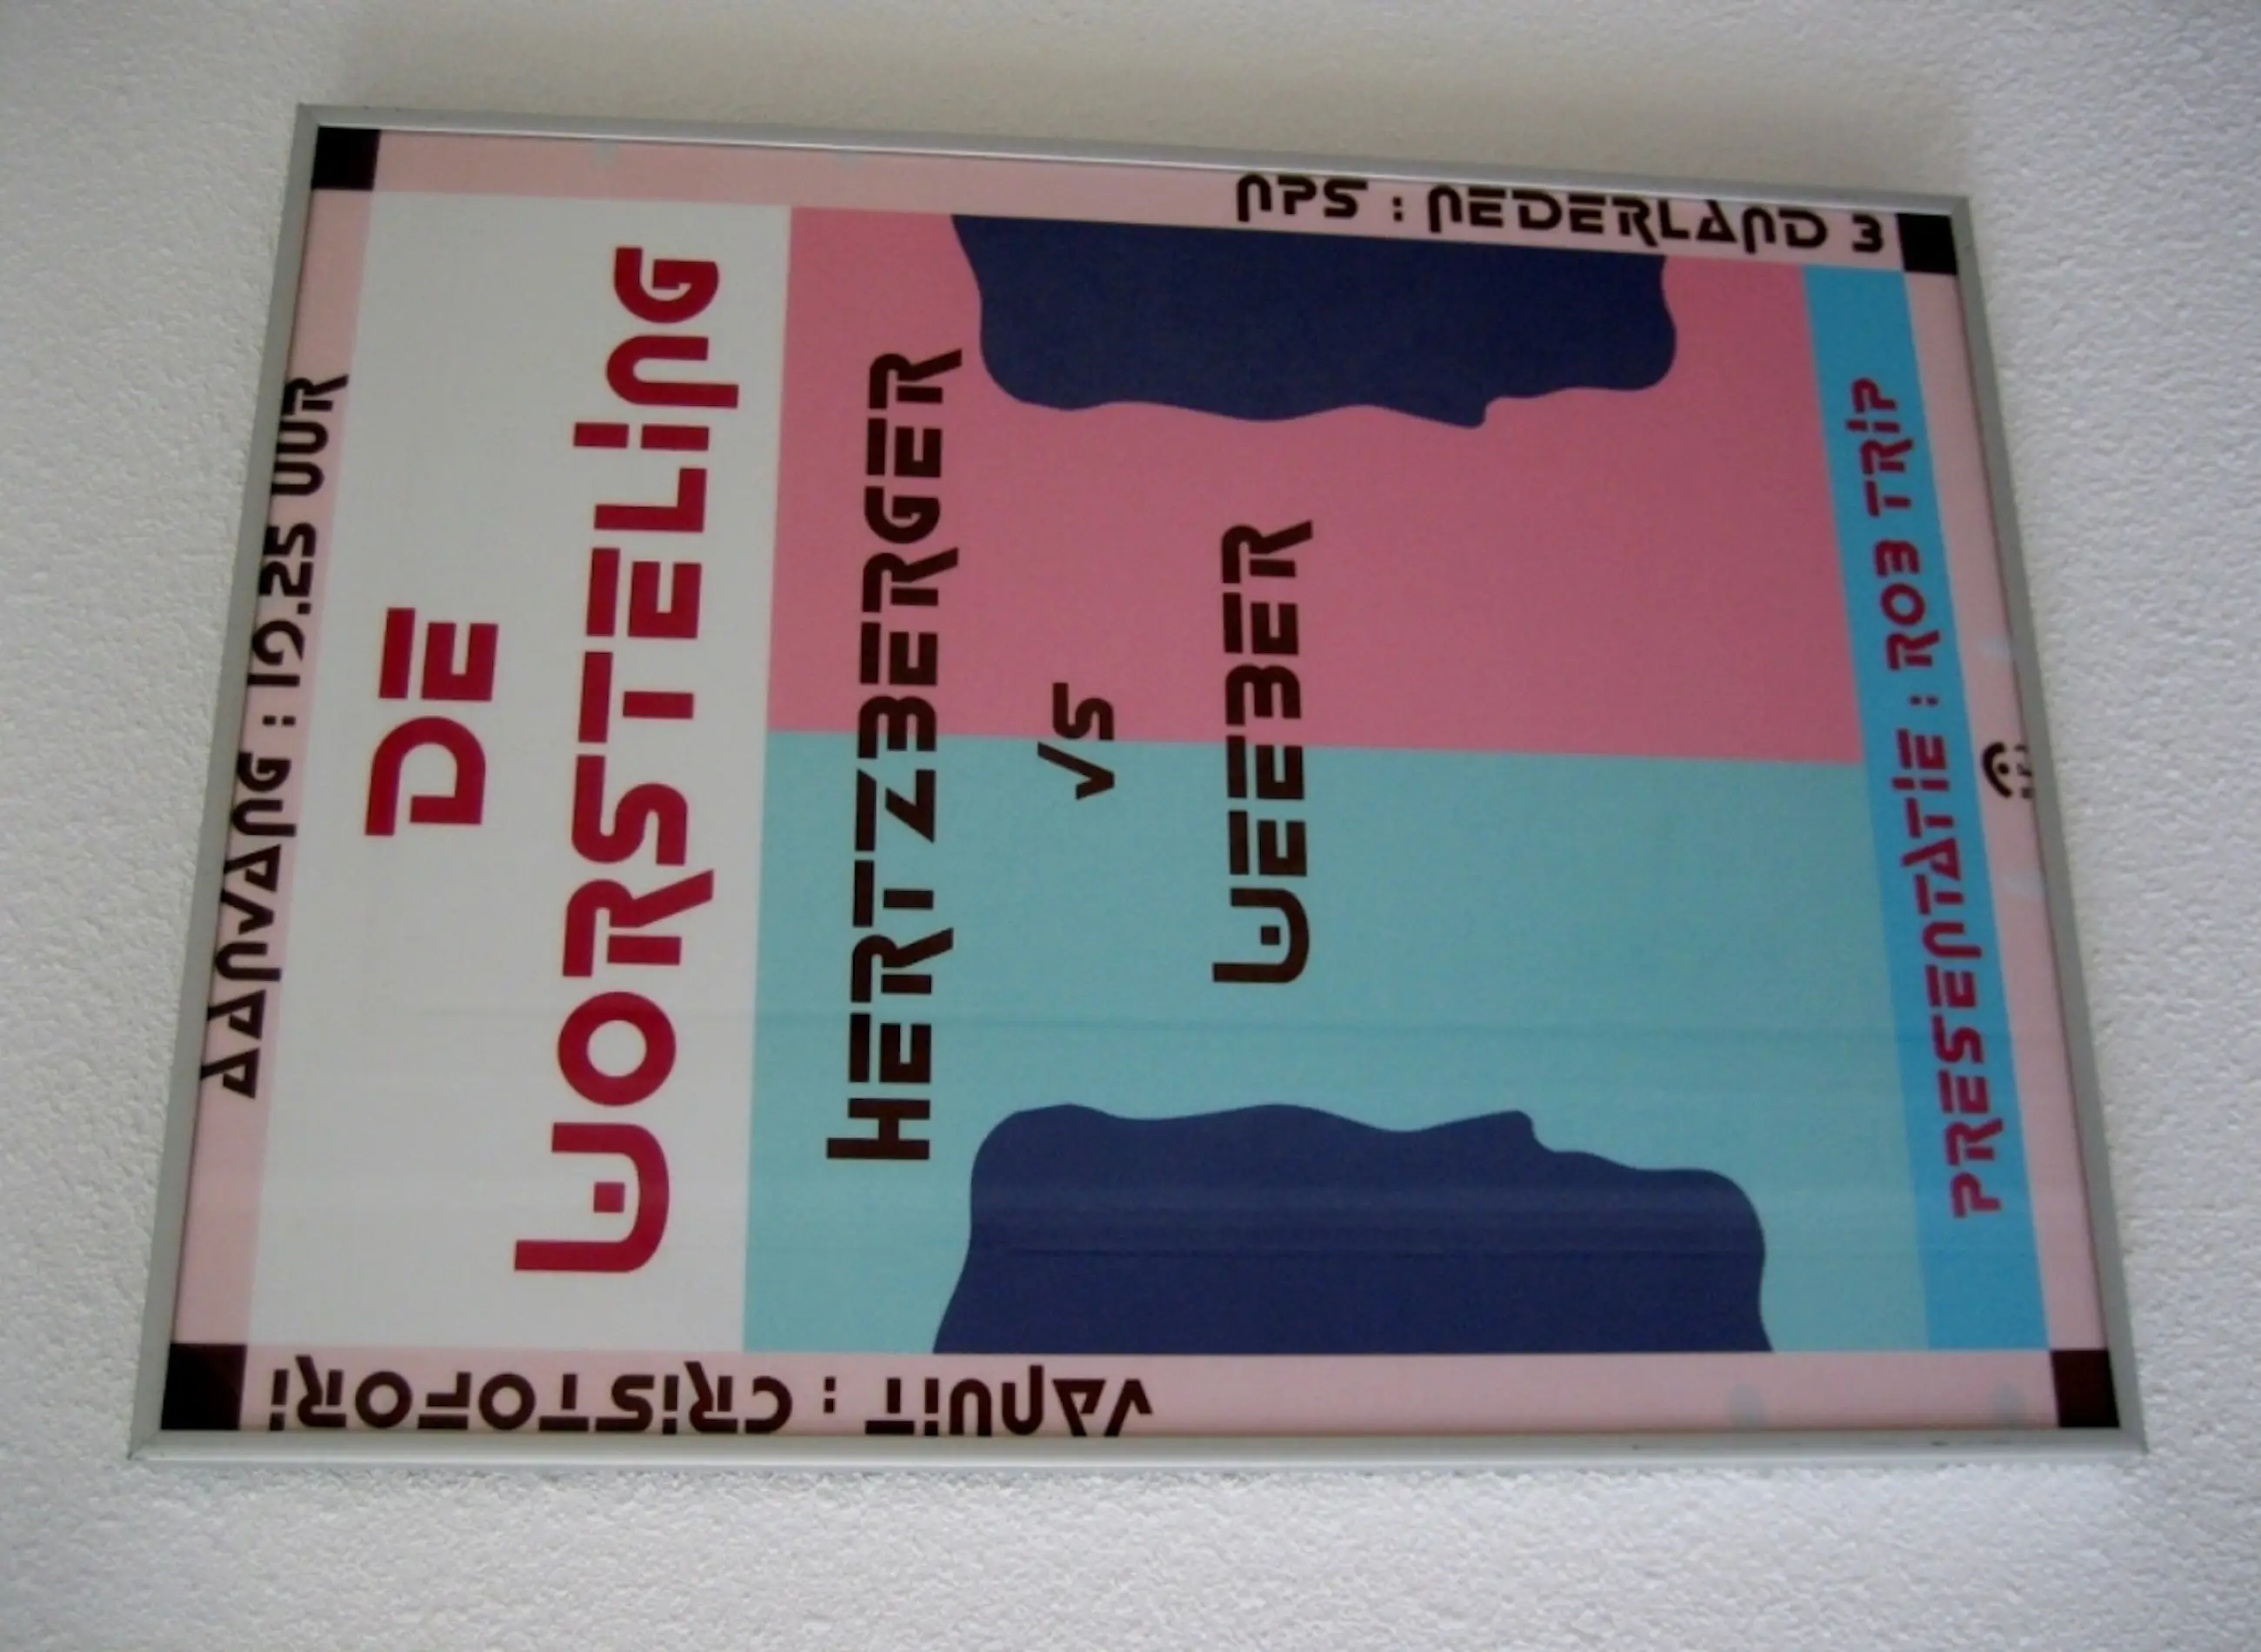 AANVANG : 19.25 UUR
DE
WORSTELiNG
HERTZBERGER
VS
WEEBER
PRESENTATiE : ROB TRiP
NPS : NEDERLAND 3
VANUiT : CRiSTOFORi